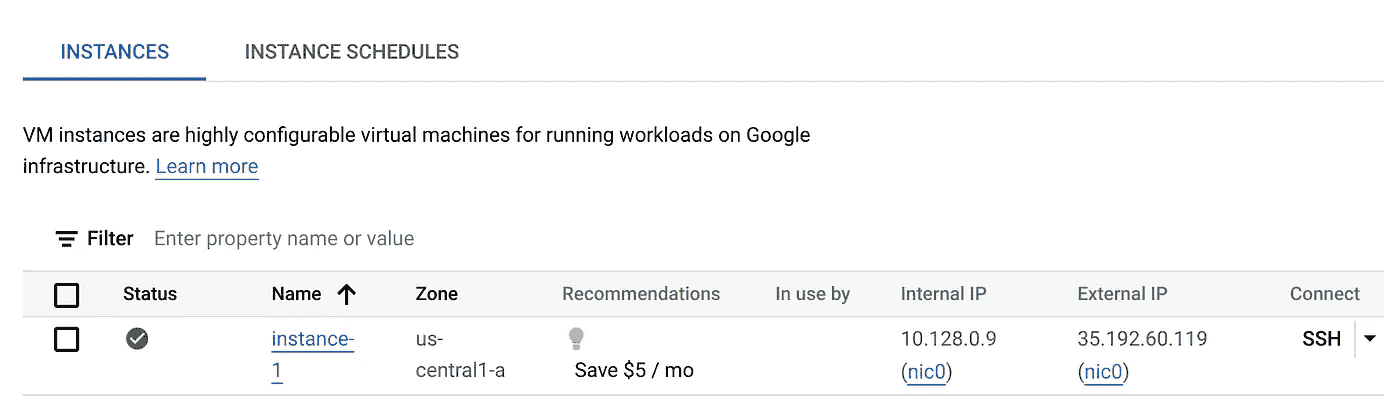 INSTANCES INSTANCE SCHEDULES
VM instances are highly configurable virtual machines for running workloads on Google
infrastructure. Learn more
Filter Enter property name or value
Status Name Zone Recommendations In use by Internal IP External IP Connect
instance- us- 10.128.0.9 35.192.60.119 SSH
1 central1-a Save $5 / mo (nic0) (nic0)